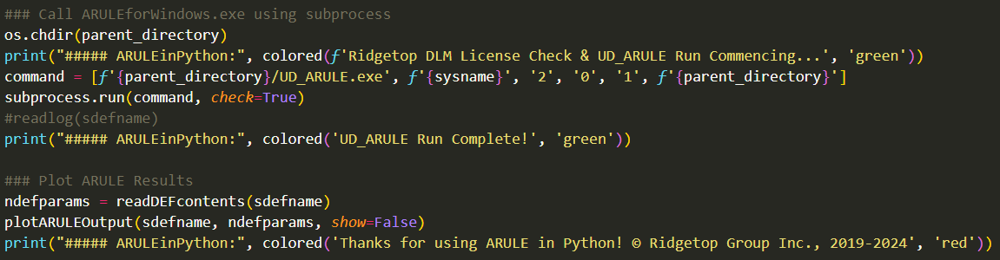 ### Call ARULEforWindows.exe using subprocess
os.chdir(parent_directory)
print("##### ARULEinPython:", colored(f'Ridgetop DLM License Check & UD_ARULE Run Commencing...', 'green'))
command = [f'{parent_directory}/UD_ARULE.exe', f'{sysname}', '2', '0', '1', f'{parent_directory}']
subprocess.run(command, check=True)
#readlog(sdefname)
print("##### ARULEinPython:", colored('UD_ARULE Run Complete!', 'green'))

### Plot ARULE Results
ndefparams = readDEFcontents(sdefname)
plotARULEOutput(sdefname, ndefparams, show=False)
print("##### ARULEinPython:", colored('Thanks for using ARULE in Python! © Ridgetop Group Inc., 2019-2024', 'red'))